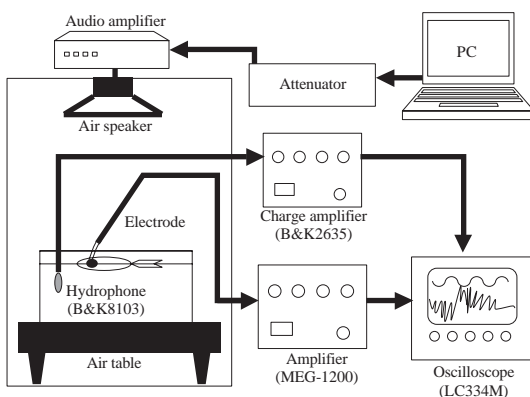 Audio amplifier
PC
Attenuator
Air speaker
Electrode
Charge amplifier
(B&K2635)
Hydrophone
(B&K8103)
Air table
Amplifier
(MEG-1200)
Oscilloscope
(LC334M)